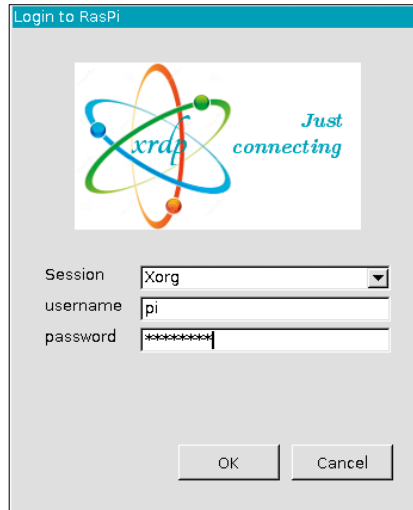 Login to RasPi
Just
xrdp connecting
Session Xorg
username pi
password ********
OK Cancel